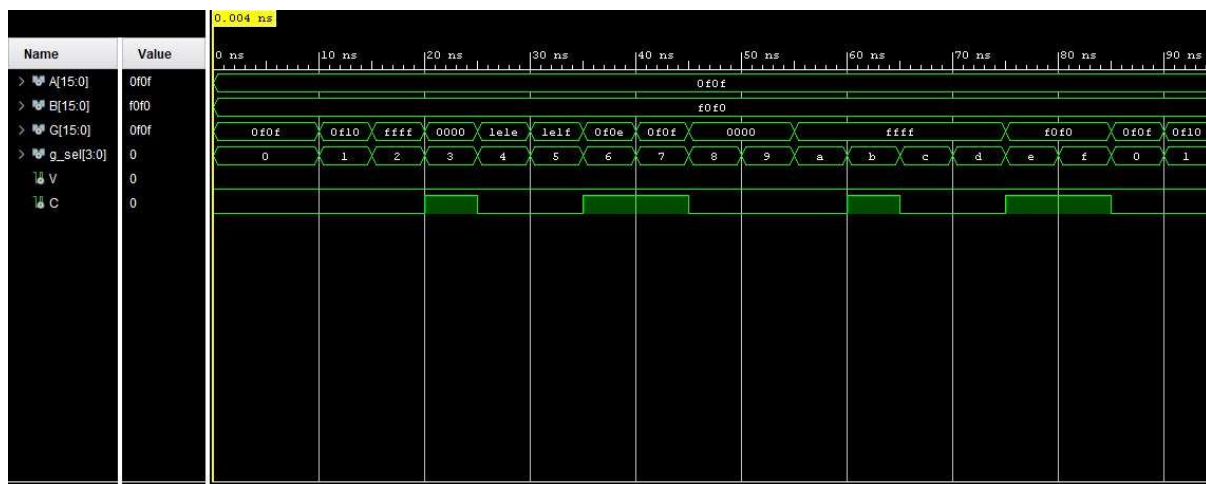 0.004 ns
Name Value 0 ns 10 ns 20 ns 30 ns 40 ns 50 ns 60 ns 70 ns 80 ns 90 ns
> A[15:0] 0f0f 0f0f
> B[15:0] f0f0 f0f0
> G[15:0] 0f0f 0f0f 0f10 ffff 0000 1e1e 1e1f 0f0e 0f0f 0000 ffff f0f0 0f0f 0f10
> g_sel[3:0] 0 0 1 2 3 4 5 6 7 8 9 a b c d e f 0 1
V 0
C 0